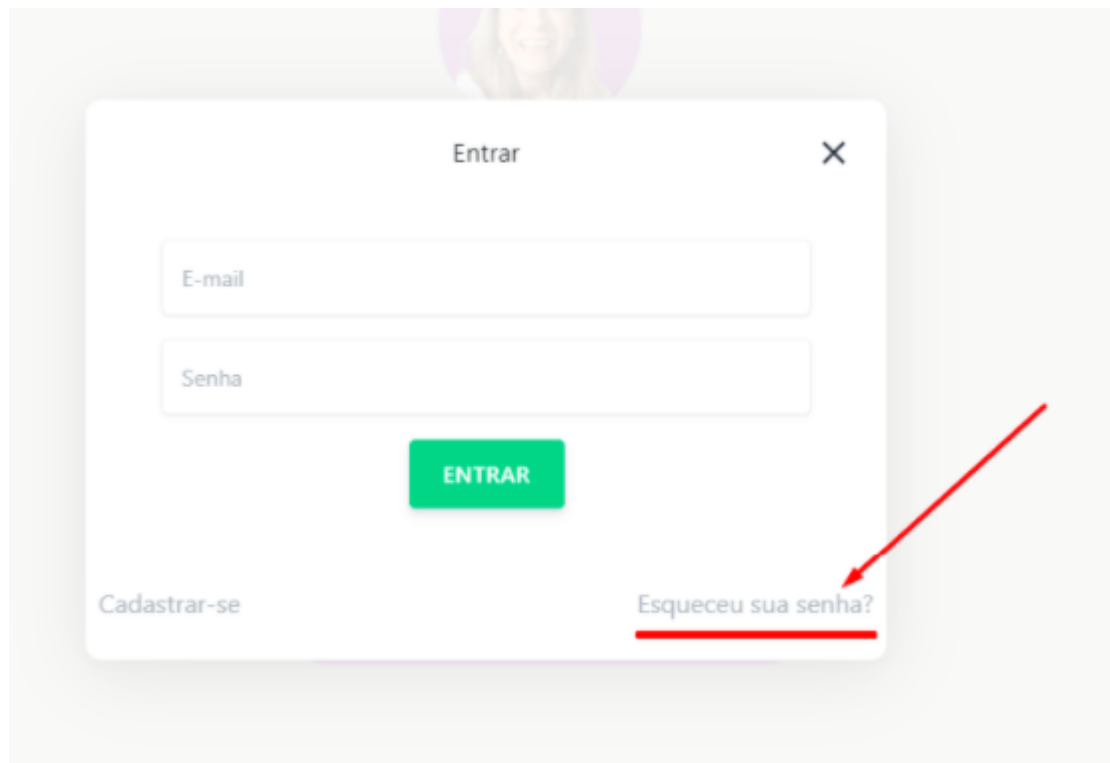 Entrar
E-mail
Senha
ENTRAR
Cadastrar-se
Esqueceu sua senha?